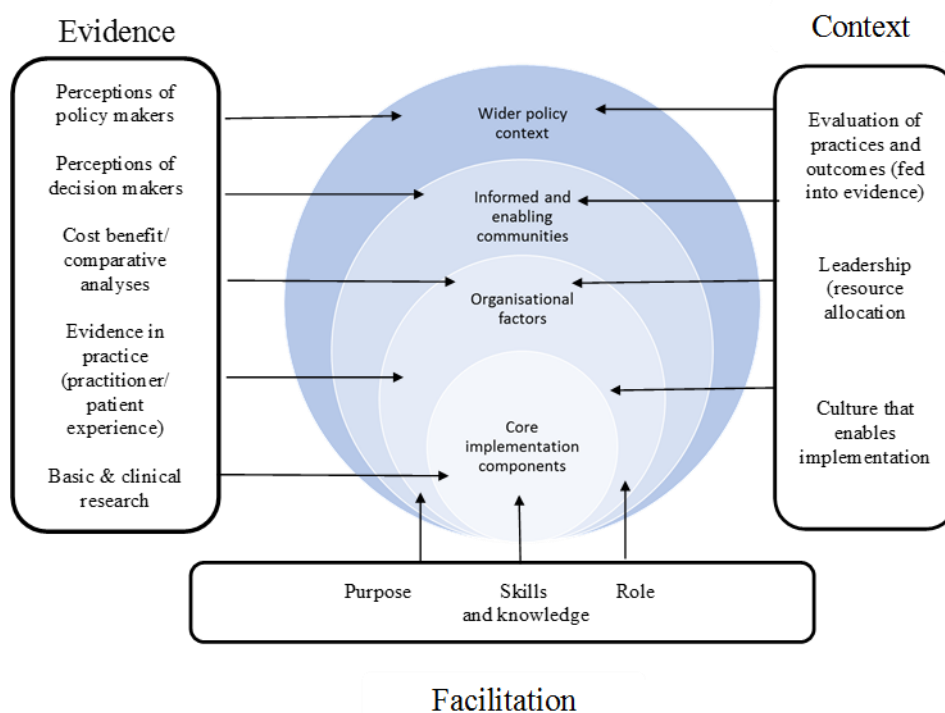 Evidence
Perceptions of
policy makers
Perceptions of
decision makers
Cost benefit/
comparative
analyses
Evidence in
practice
(practitioner/
patient
experience)
Basic & clinical
research
Wider policy
context
Informed and
enabling
communities
Organisational
factors
Core
implementation
components
Context
Evaluation of
practices and
outcomes (fed
into evidence)
Leadership
(resource
allocation
Culture that
enables
implementation
Purpose
Skills
and knowledge
Role
Facilitation